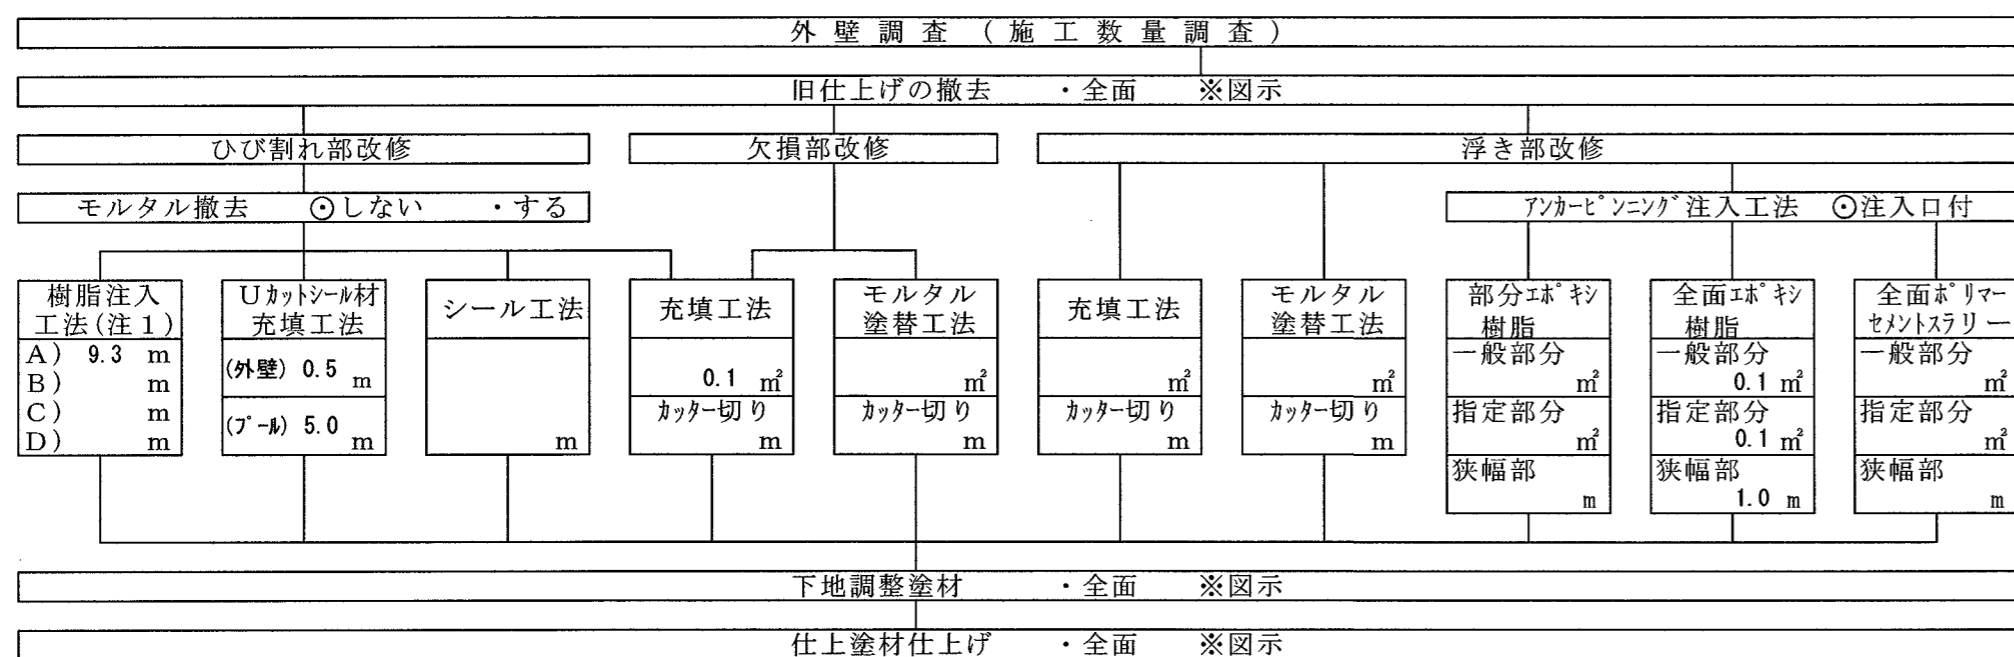 外壁調査(施工数量調査)
旧仕上げの撤去 ・全面 ※図示
ひび割れ部改修
欠損部改修
浮き部改修
モルタル撤去 ⊙しない ・する
アンカーピンニング注入工法 ⊙注入口付
樹脂注入
工法(注1)
A) 9.3 m
B) m
C) m
D) m
Uカットシール材
充填工法
(外壁) 0.5 m
(プール) 5.0 m
シール工法
m
充填工法
0.1 ㎡
カッター切り
m
モルタル
塗替工法
㎡
カッター切り
m
充填工法
㎡
カッター切り
m
モルタル
塗替工法
㎡
カッター切り
m
部分エポキシ
樹脂
一般部分
㎡
指定部分
㎡
狭幅部
m
全面エポキシ
樹脂
一般部分
0.1 ㎡
指定部分
0.1 ㎡
狭幅部
1.0 m
全面ポリマー
セメントスラリー
一般部分
㎡
指定部分
㎡
狭幅部
m
下地調整塗材 ・全面 ※図示
仕上塗材仕上げ ・全面 ※図示